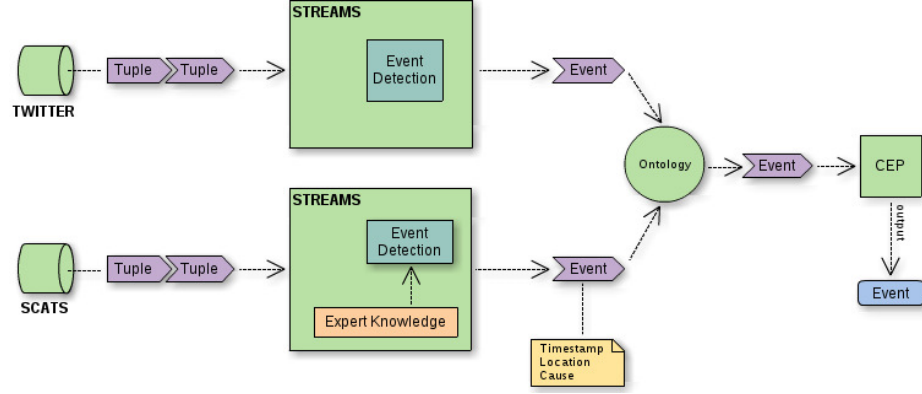 STREAMS
Event
Detection
Tuple
Tuple
Event
TWITTER
Ontology
Event
CEP
STREAMS
Event
Detection
output
Tuple
Tuple
Event
SCATS
Expert Knowledge
Event
Timestamp
Location
Cause